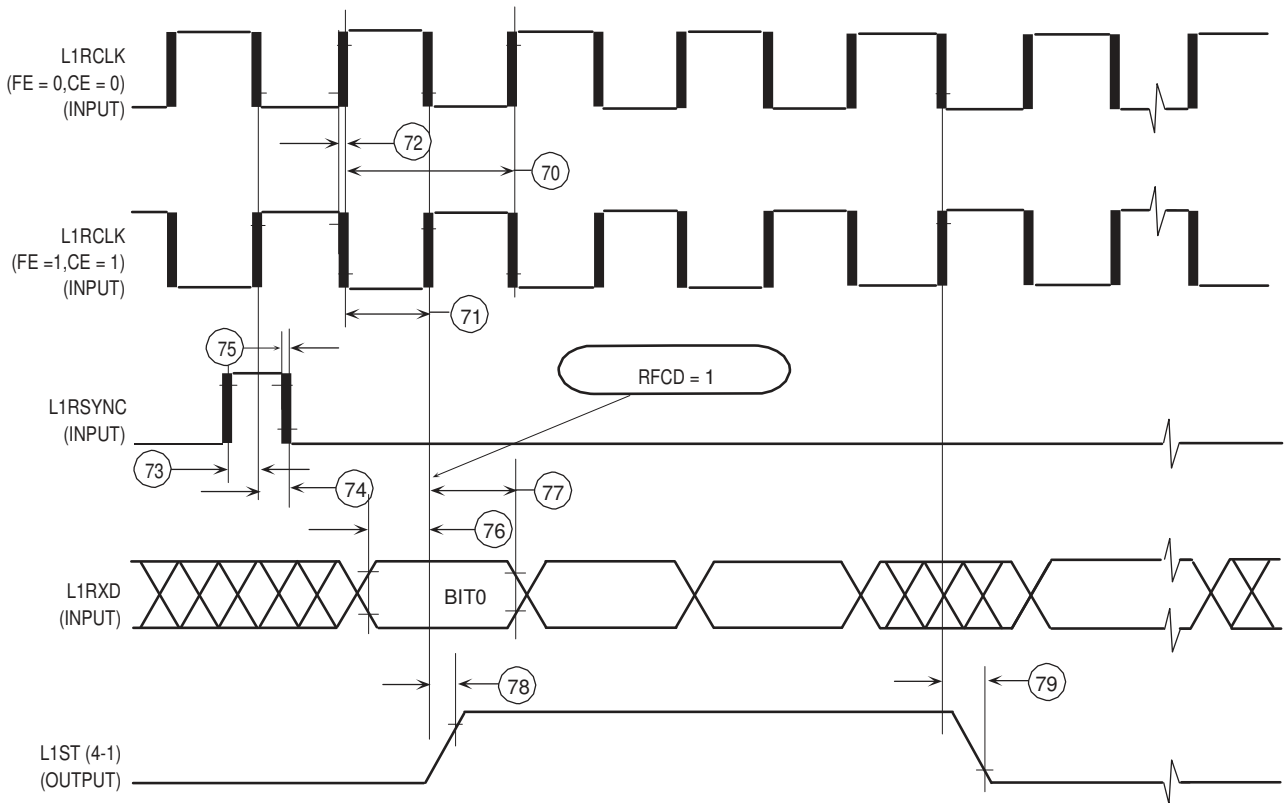 L1RCLK
(FE = 0,CE = 0)
(INPUT)
72
70
L1RCLK
(FE =1,CE = 1)
(INPUT)
71
75
RFCD = 1
L1RSYNC
(INPUT)
73
74
77
76
L1RXD
(INPUT)
BIT0
78
79
L1ST (4-1)
(OUTPUT)